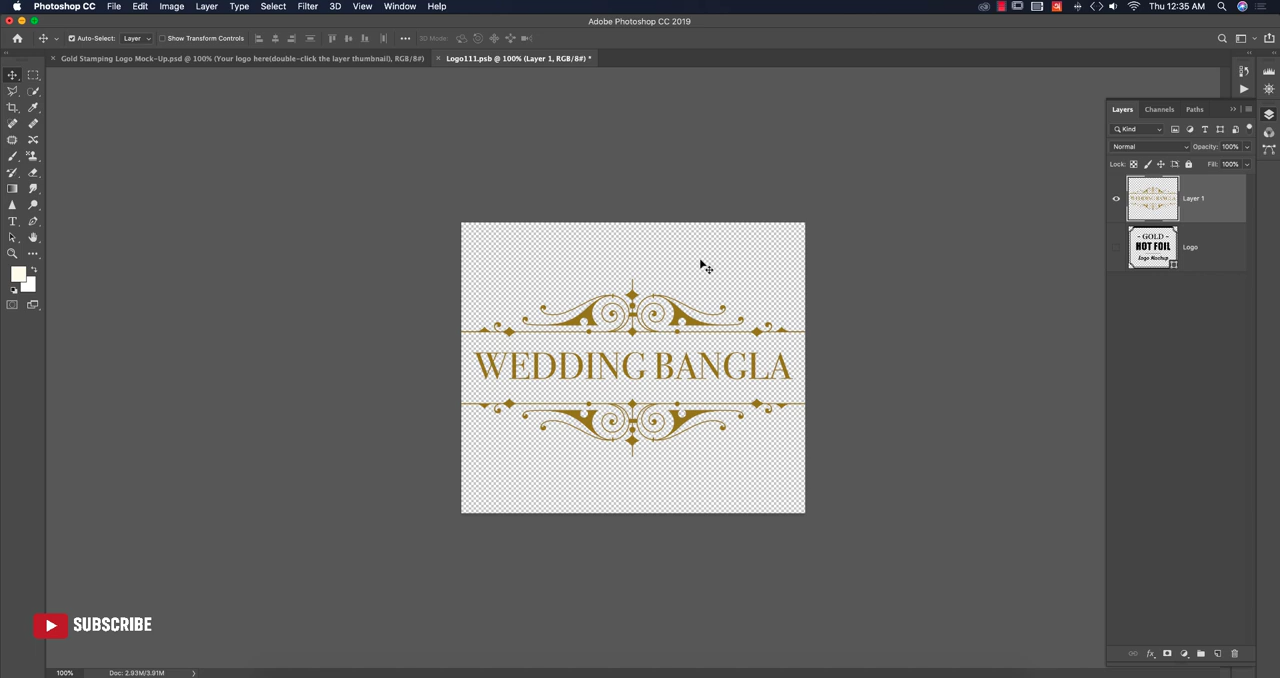 Photoshop CC File Edit Image Layer Type Select Filter 3D View Window Help Thu 12:35 AM
Adobe Photoshop CC 2019
Auto-Select: Layer Show Transform Controls 3D Mode:
× Gold Stamping Logo Mock-Up.psd @ 100% (Your logo here(double-click the layer thumbnail), RGB/8#) × Logo111.psb @ 100% (Layer 1, RGB/8#) *
Layers Channels Paths
Kind
Normal Opacity: 100%
Lock: Fill: 100%
WEDDING BANGLA
Layer 1
- GOLD -
HOT FOIL
Logo Mockup
Logo
WEDDING BANGLA
SUBSCRIBE
100% Doc: 2.93M/3.91M